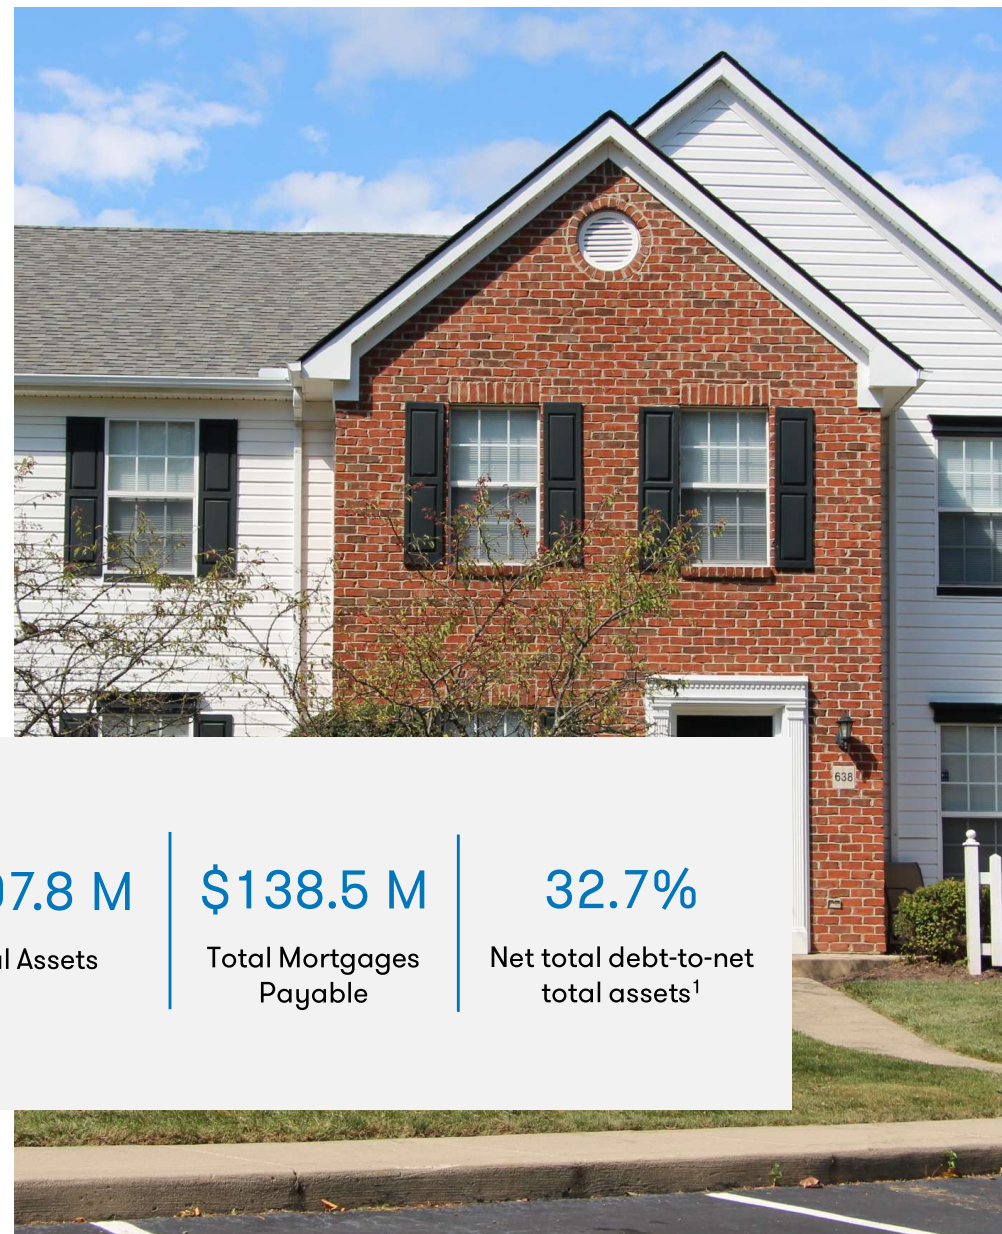 638
7.8 M
$138.5 M
32.7%
Assets
Total Mortgages
Payable
Net total debt-to-net
total assets¹